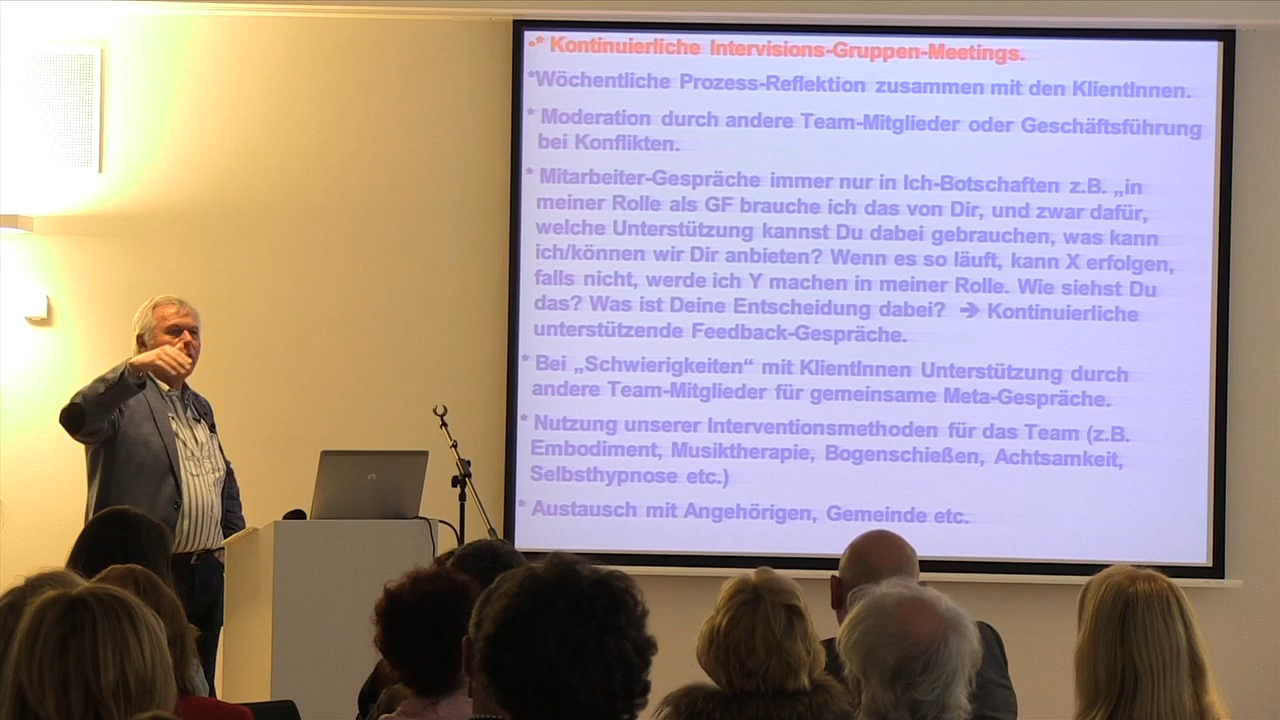 •* Kontinuierliche Intervisions-Gruppen-Meetings.
*Wöchentliche Prozess-Reflektion zusammen mit den KlientInnen.
* Moderation durch andere Team-Mitglieder oder Geschäftsführung
bei Konflikten.
* Mitarbeiter-Gespräche immer nur in Ich-Botschaften z.B. „in
meiner Rolle als GF brauche ich das von Dir, und zwar dafür,
welche Unterstützung kannst Du dabei gebrauchen, was kann
ich/können wir Dir anbieten? Wenn es so läuft, kann X erfolgen,
falls nicht, werde ich Y machen in meiner Rolle. Wie siehst Du
das? Was ist Deine Entscheidung dabei? ➔ Kontinuierliche
unterstützende Feedback-Gespräche.
* Bei „Schwierigkeiten“ mit KlientInnen Unterstützung durch
andere Team-Mitglieder für gemeinsame Meta-Gespräche.
* Nutzung unserer Interventionsmethoden für das Team (z.B.
Embodiment, Musiktherapie, Bogenschießen, Achtsamkeit,
Selbsthypnose etc.)
* Austausch mit Angehörigen, Gemeinde etc.
hp